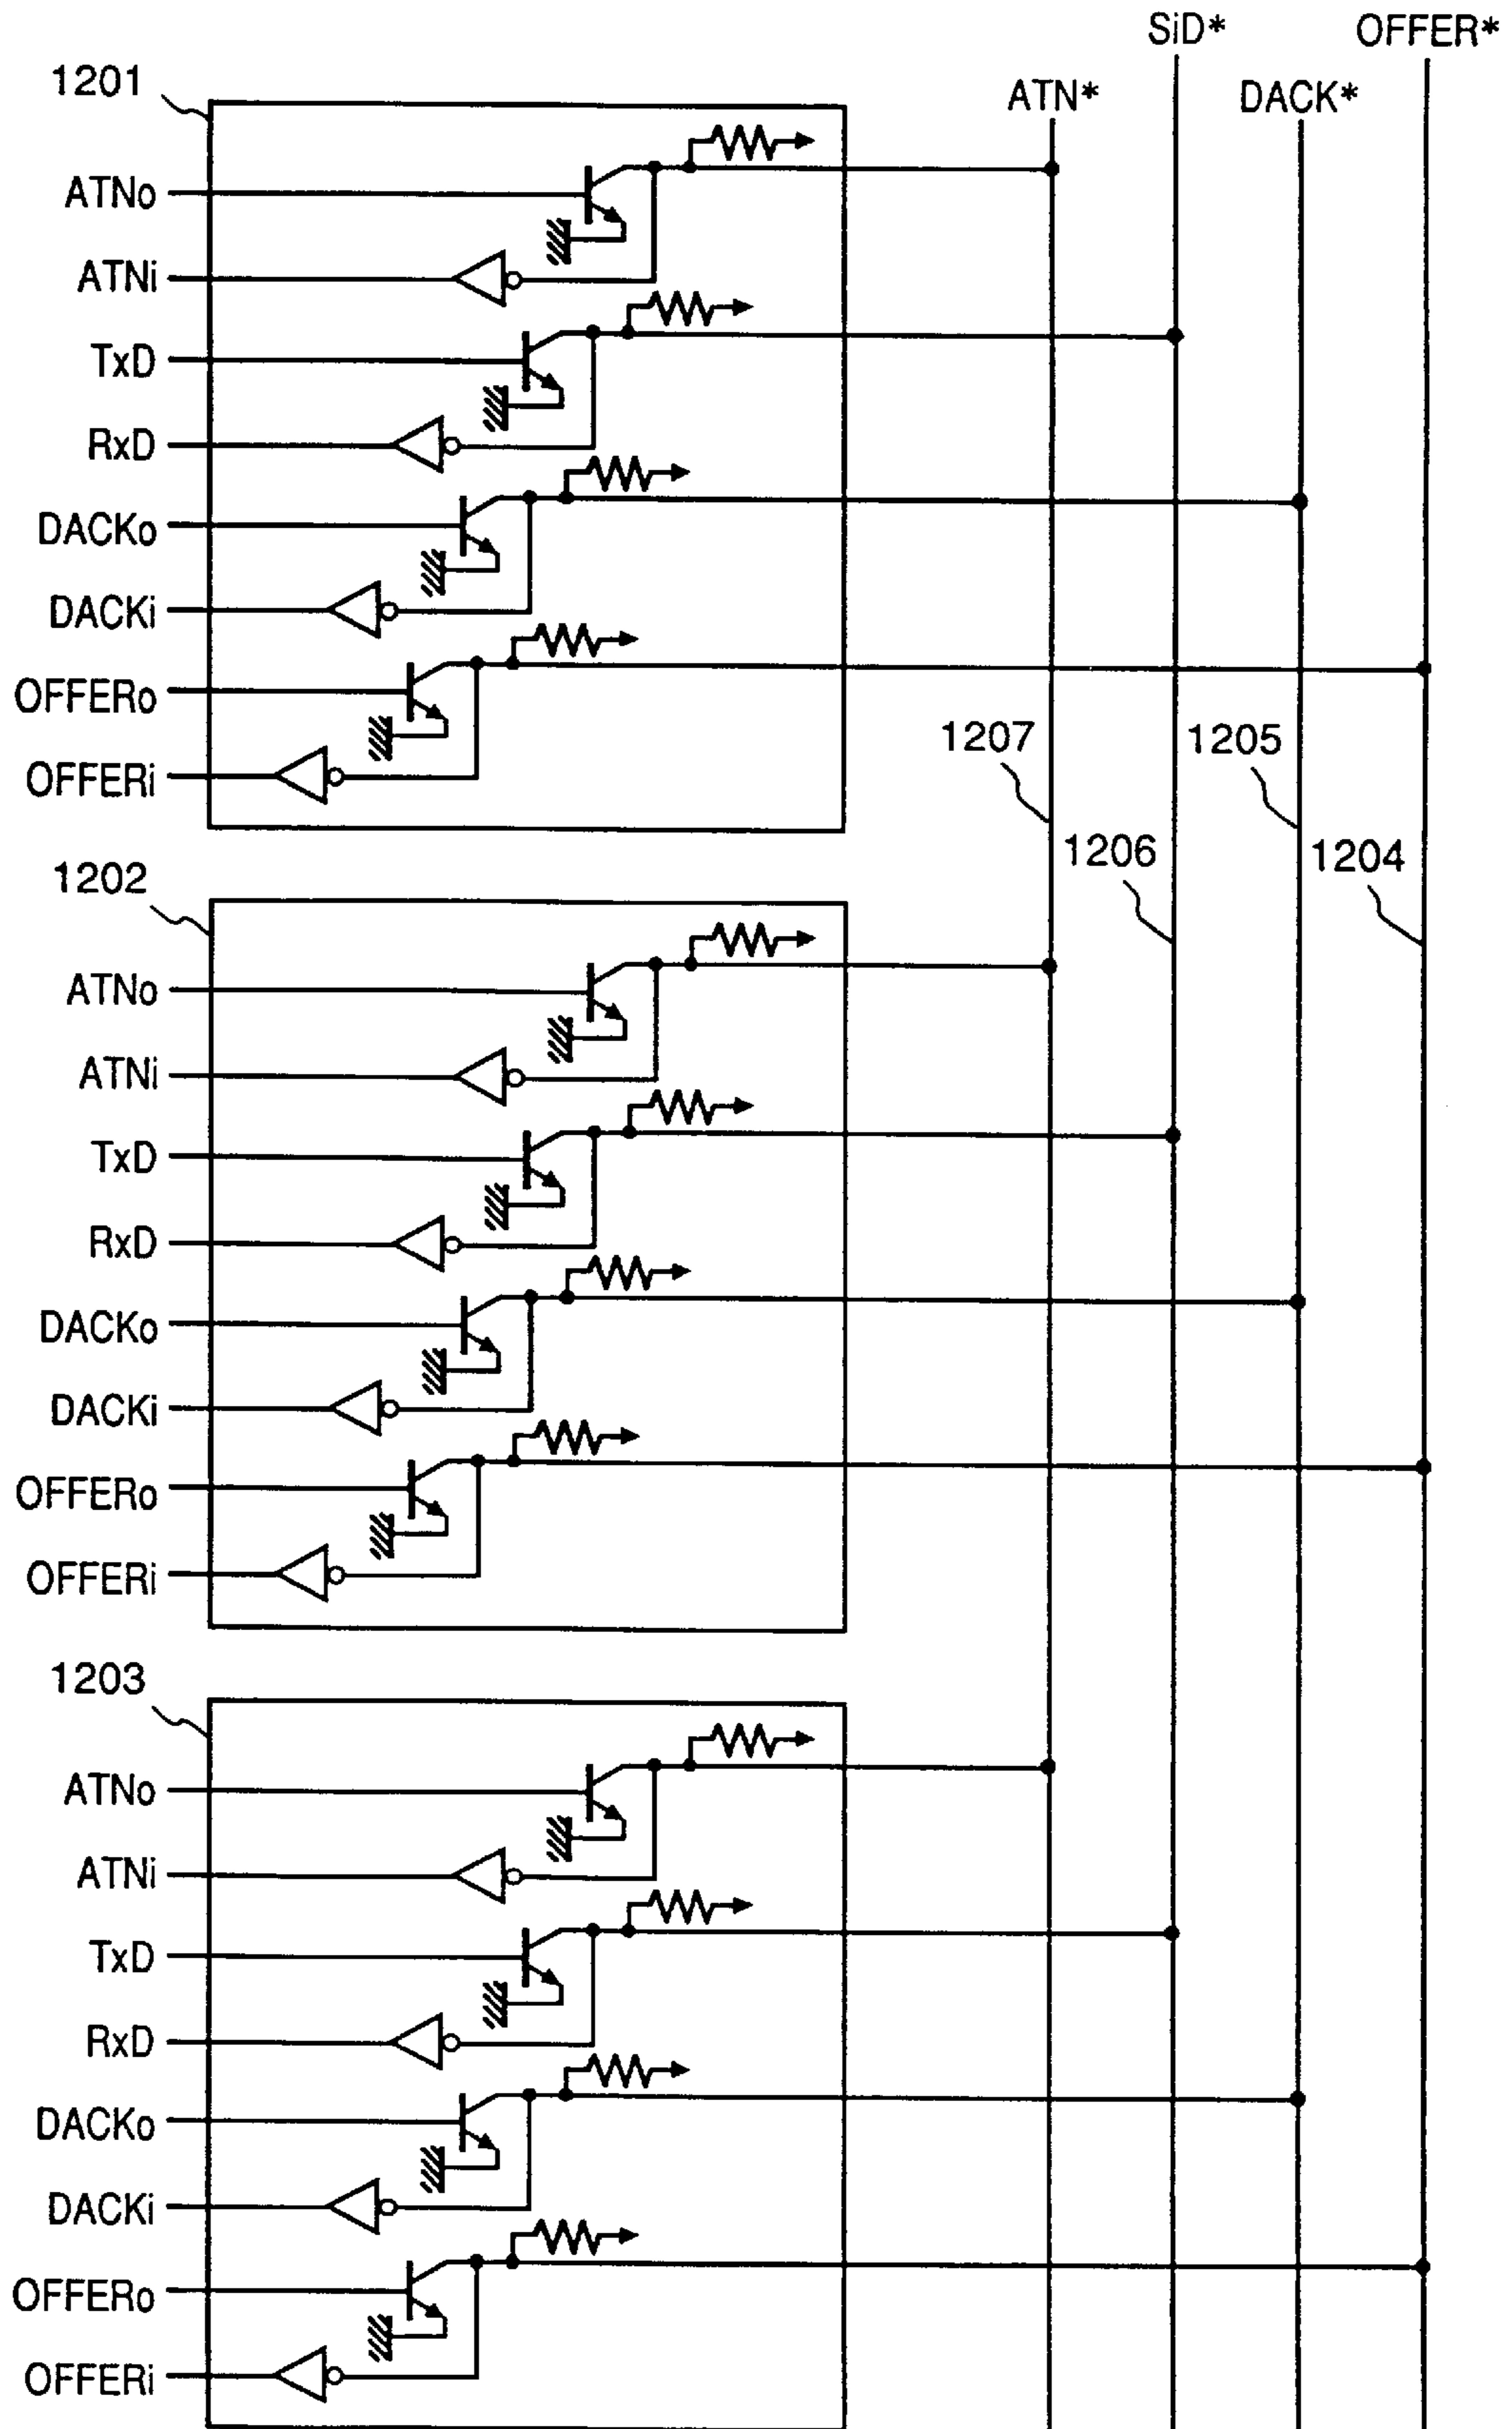 SiD*
OFFER*
ATN*
DACK*
1201
ATNo
ATNi
TxD
RxD
DACKo
DACKi
OFFERo
OFFERi
1207
1205
1206
1204
1202
ATNo
ATNi
TxD
RxD
DACKo
DACKi
OFFERo
OFFERi
1203
ATNo
ATNi
TxD
RxD
DACKo
DACKi
OFFERo
OFFERi